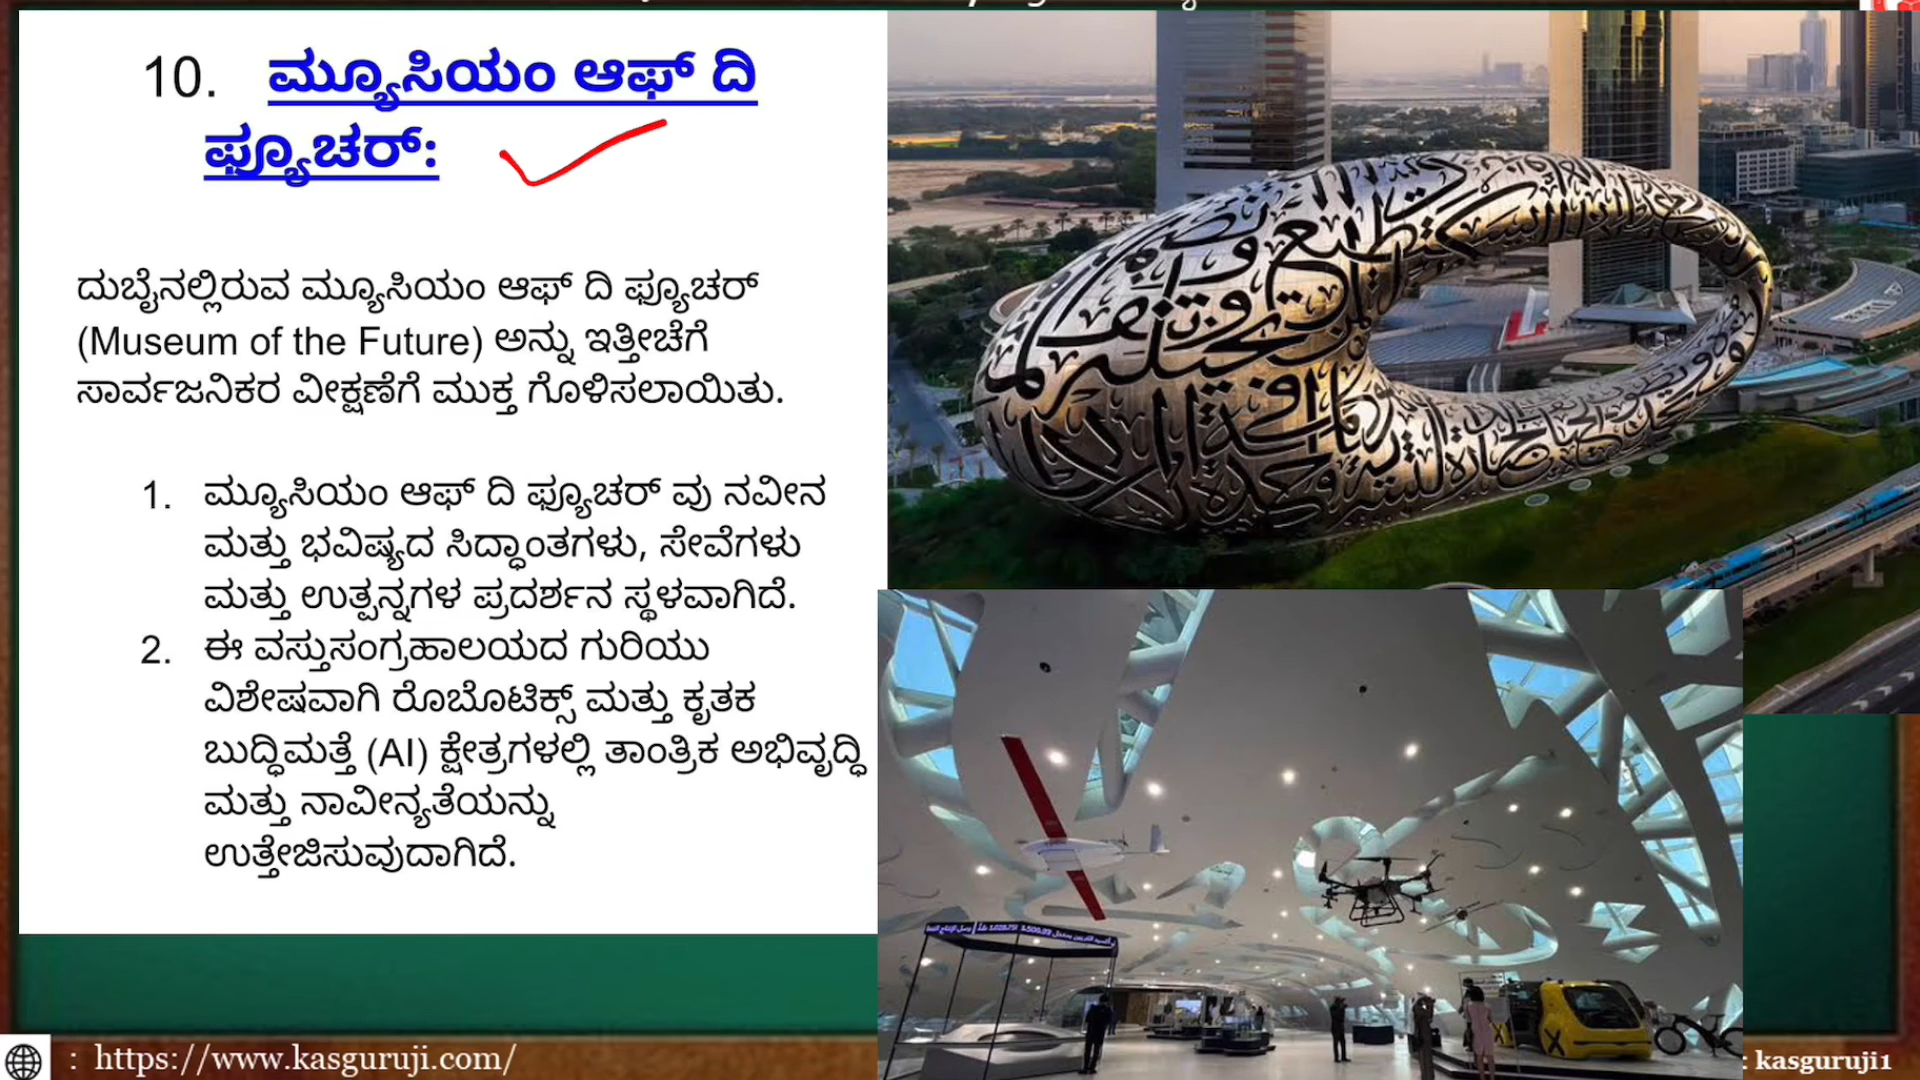 10. ಮ್ಯೂಸಿಯಂ ಆಫ್ ದಿ
ಫ್ಯೂಚರ್:
ದುಬೈನಲ್ಲಿರುವ ಮ್ಯೂಸಿಯಂ ಆಫ್ ದಿ ಫ್ಯೂಚರ್
(Museum of the Future) ಅನ್ನು ಇತ್ತೀಚೆಗೆ
ಸಾರ್ವಜನಿಕರ ವೀಕ್ಷಣೆಗೆ ಮುಕ್ತ ಗೊಳಿಸಲಾಯಿತು.
1. ಮ್ಯೂಸಿಯಂ ಆಫ್ ದಿ ಫ್ಯೂಚರ್ ವು ನವೀನ
ಮತ್ತು ಭವಿಷ್ಯದ ಸಿದ್ಧಾಂತಗಳು, ಸೇವೆಗಳು
ಮತ್ತು ಉತ್ಪನ್ನಗಳ ಪ್ರದರ್ಶನ ಸ್ಥಳವಾಗಿದೆ.
2. ಈ ವಸ್ತುಸಂಗ್ರಹಾಲಯದ ಗುರಿಯು
ವಿಶೇಷವಾಗಿ ರೊಬೊಟಿಕ್ಸ್ ಮತ್ತು ಕೃತಕ
ಬುದ್ಧಿಮತ್ತೆ (AI) ಕ್ಷೇತ್ರಗಳಲ್ಲಿ ತಾಂತ್ರಿಕ ಅಭಿವೃದ್ಧಿ
ಮತ್ತು ನಾವೀನ್ಯತೆಯನ್ನು
ಉತ್ತೇಜಿಸುವುದಾಗಿದೆ.
: https://www.kasguruji.com/
: kasguruji1